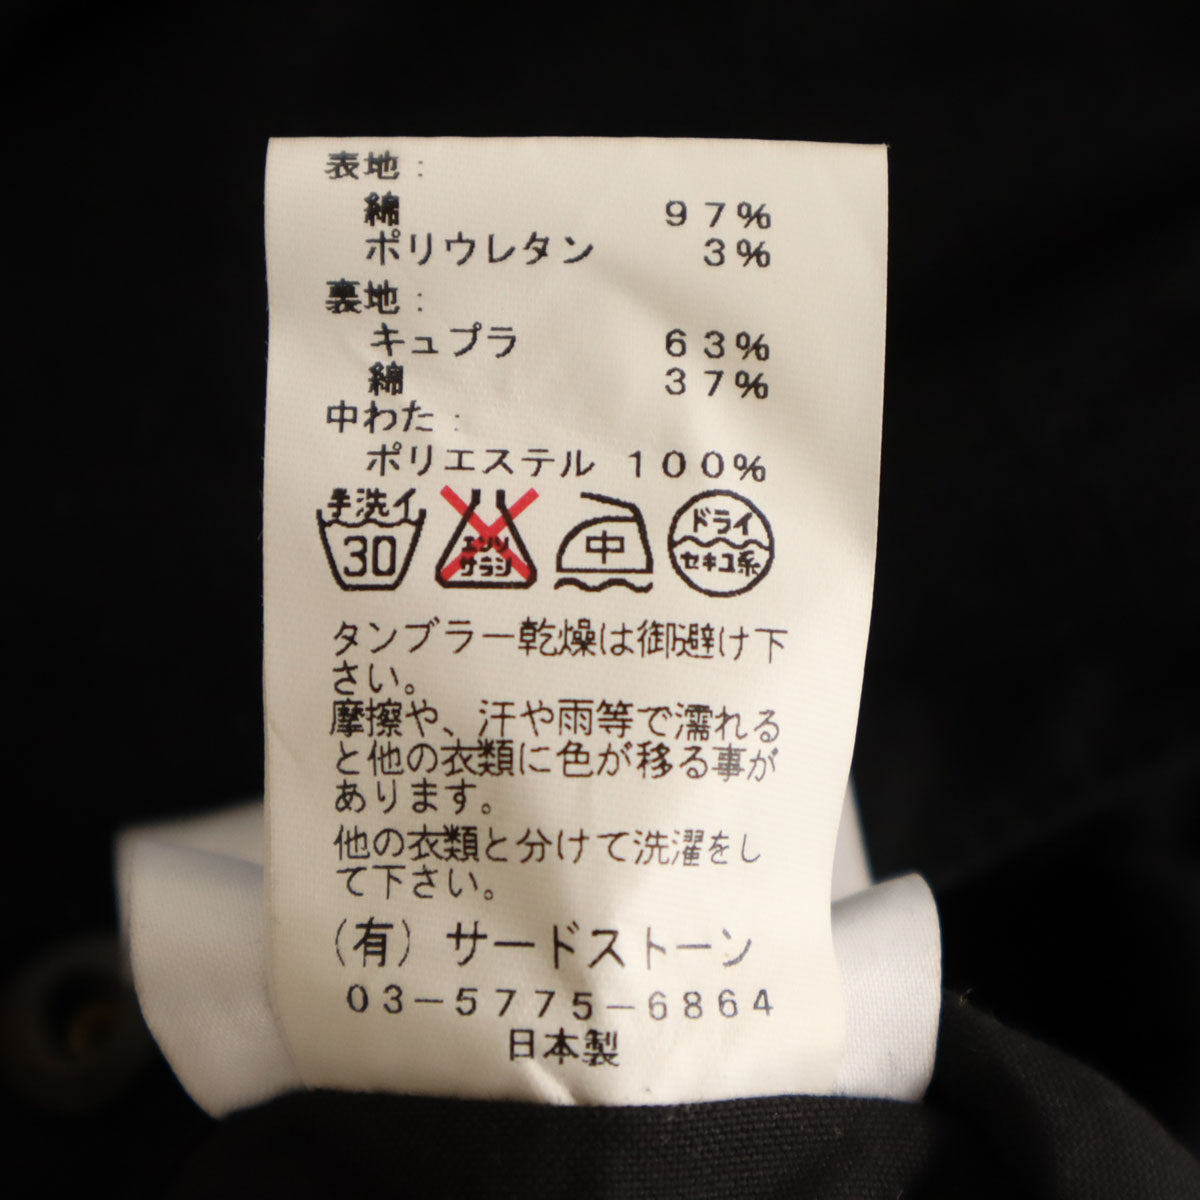 表地:
綿 97%
ポリウレタン 3%
裏地:
キュプラ 63%
綿 37%
中わた:
ポリエステル 100%
手洗イ
30
エンソ
サラシ
中
ドライ
セキユ系
タンブラー乾燥は御避け下
さい。
摩擦や、汗や雨等で濡れる
と他の衣類に色が移る事が
あります。
他の衣類と分けて洗濯をし
て下さい。
(有)サードストーン
03-5775-6864
日本製